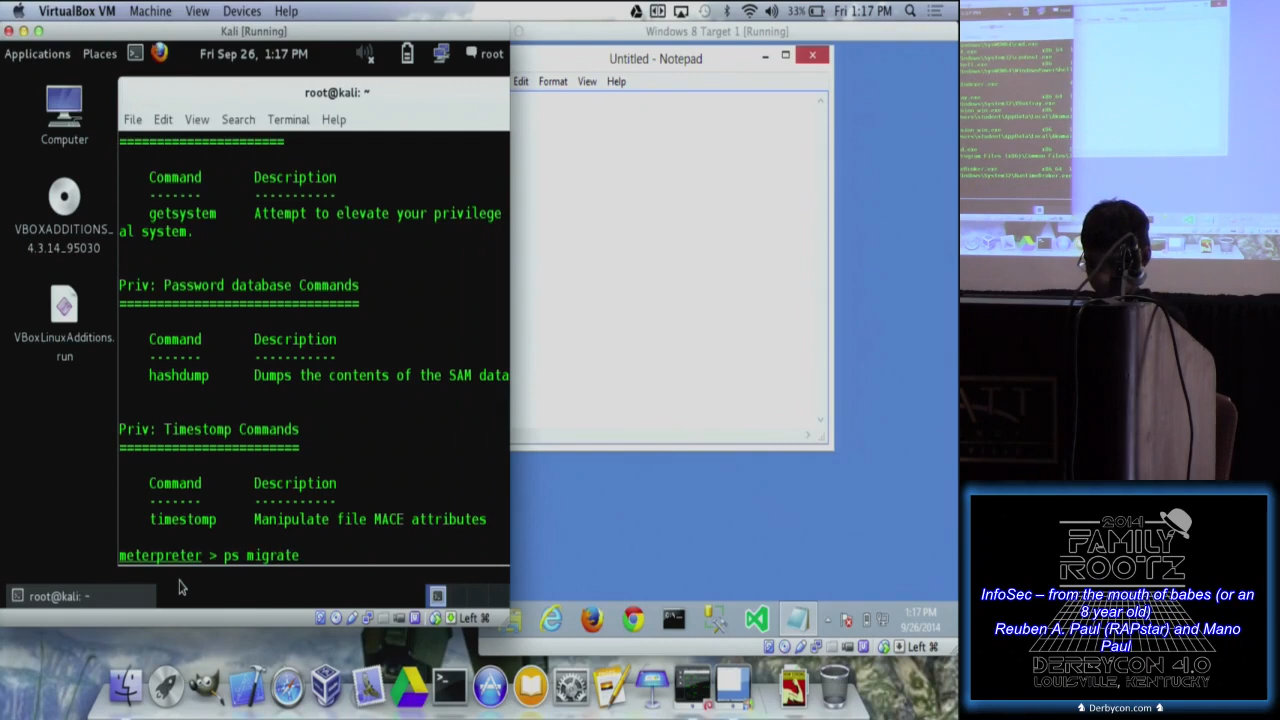 VirtualBox VM Machine View Devices Help
33% Fri 1:17 PM
Kali [Running]
Windows 8 Target 1 [Running]
Applications Places
Fri Sep 26, 1:17 PM
root
root@kali: ~
File Edit View Search Terminal Help
Computer
VBOXADDITIONS_
4.3.14_95030
VBoxLinuxAdditions.
run
=======================
Command Description
------- -----------
getsystem Attempt to elevate your privilege
al system.
Priv: Password database Commands
================================
Command Description
------- -----------
hashdump Dumps the contents of the SAM data
Priv: Timestomp Commands
========================
Command Description
------- -----------
timestomp Manipulate file MACE attributes
meterpreter > ps migrate
root@kali: ~
Left ⌘
Untitled - Notepad
Edit Format View Help
1:17 PM
9/26/2014
Left ⌘
2014
FAMILY
ROOTZ
InfoSec – from the mouth of babes (or an
8 year old)
Reuben A. Paul (RAPstar) and Mano
Paul
DERBYCON 4.0
LOUISVILLE, KENTUCKY
Derbycon.com